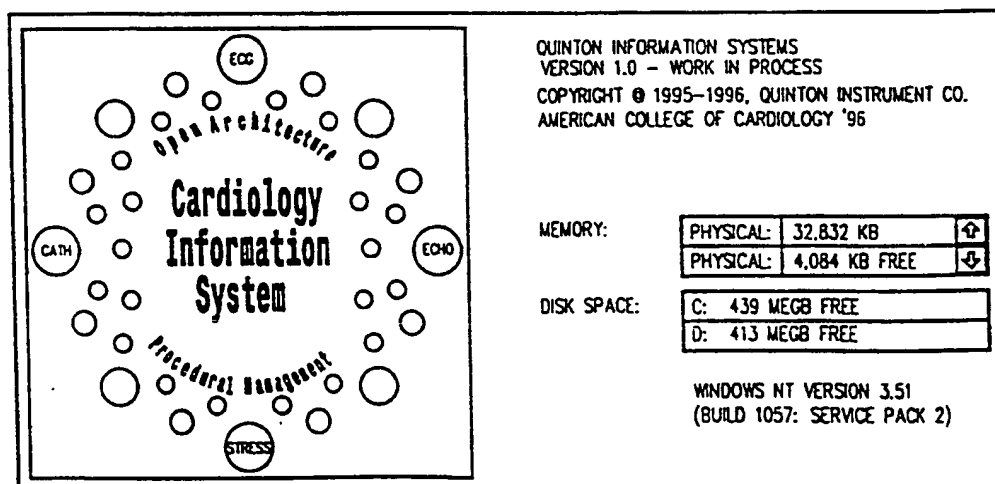 ECG
Open Architecture
Cardiology
Information
System
CATH
ECHO
Procedural Management
STRESS
QUINTON INFORMATION SYSTEMS
VERSION 1.0 – WORK IN PROCESS
COPYRIGHT © 1995–1996, QUINTON INSTRUMENT CO.
AMERICAN COLLEGE OF CARDIOLOGY '96
MEMORY:
PHYSICAL: 32,832 KB
PHYSICAL: 4,084 KB FREE
DISK SPACE:
C: 439 MEGB FREE
D: 413 MEGB FREE
WINDOWS NT VERSION 3.51
(BUILD 1057: SERVICE PACK 2)